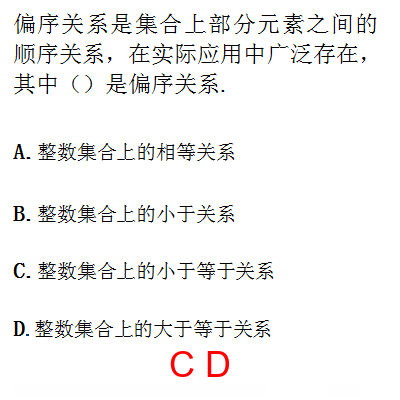 偏序关系是集合上部分元素之间的
顺序关系，在实际应用中广泛存在，
其中（）是偏序关系.
A. 整数集合上的相等关系
B. 整数集合上的小于关系
C. 整数集合上的小于等于关系
D. 整数集合上的大于等于关系
C D